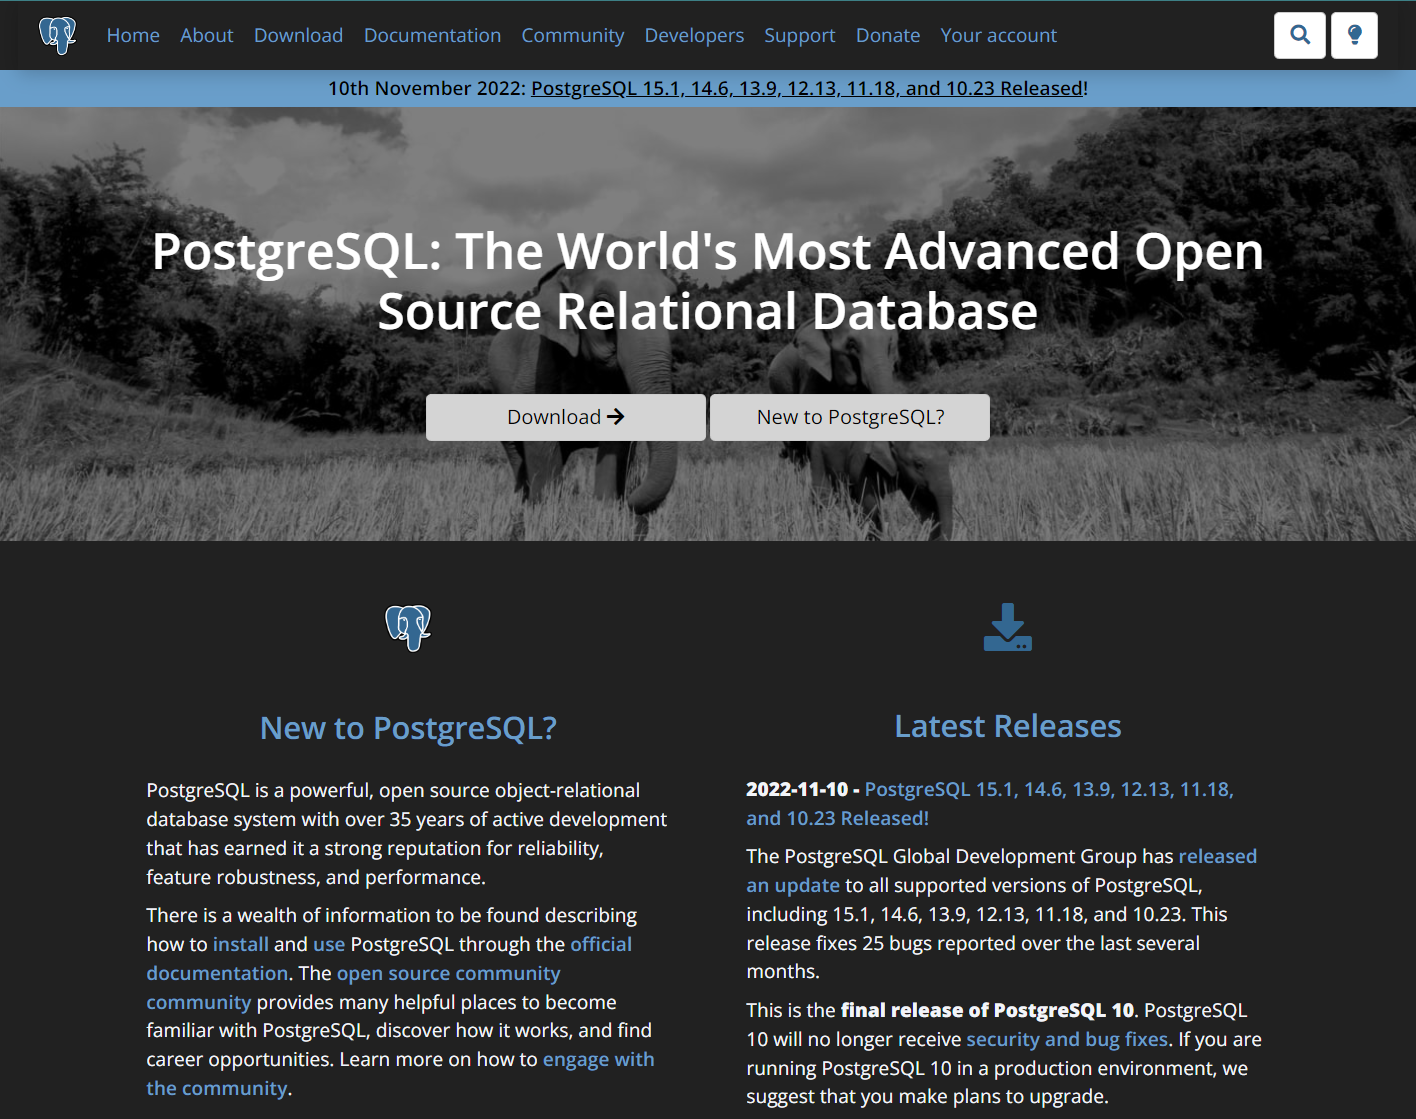 Home About Download Documentation Community Developers Support Donate Your account
10th November 2022: PostgreSQL 15.1, 14.6, 13.9, 12.13, 11.18, and 10.23 Released!
PostgreSQL: The World's Most Advanced Open
Source Relational Database
Download
New to PostgreSQL?
New to PostgreSQL?
PostgreSQL is a powerful, open source object-relational
database system with over 35 years of active development
that has earned it a strong reputation for reliability,
feature robustness, and performance.
There is a wealth of information to be found describing
how to install and use PostgreSQL through the official
documentation. The open source community
community provides many helpful places to become
familiar with PostgreSQL, discover how it works, and find
career opportunities. Learn more on how to engage with
the community.
Latest Releases
2022-11-10 - PostgreSQL 15.1, 14.6, 13.9, 12.13, 11.18,
and 10.23 Released!
The PostgreSQL Global Development Group has released
an update to all supported versions of PostgreSQL,
including 15.1, 14.6, 13.9, 12.13, 11.18, and 10.23. This
release fixes 25 bugs reported over the last several
months.
This is the final release of PostgreSQL 10. PostgreSQL
10 will no longer receive security and bug fixes. If you are
running PostgreSQL 10 in a production environment, we
suggest that you make plans to upgrade.